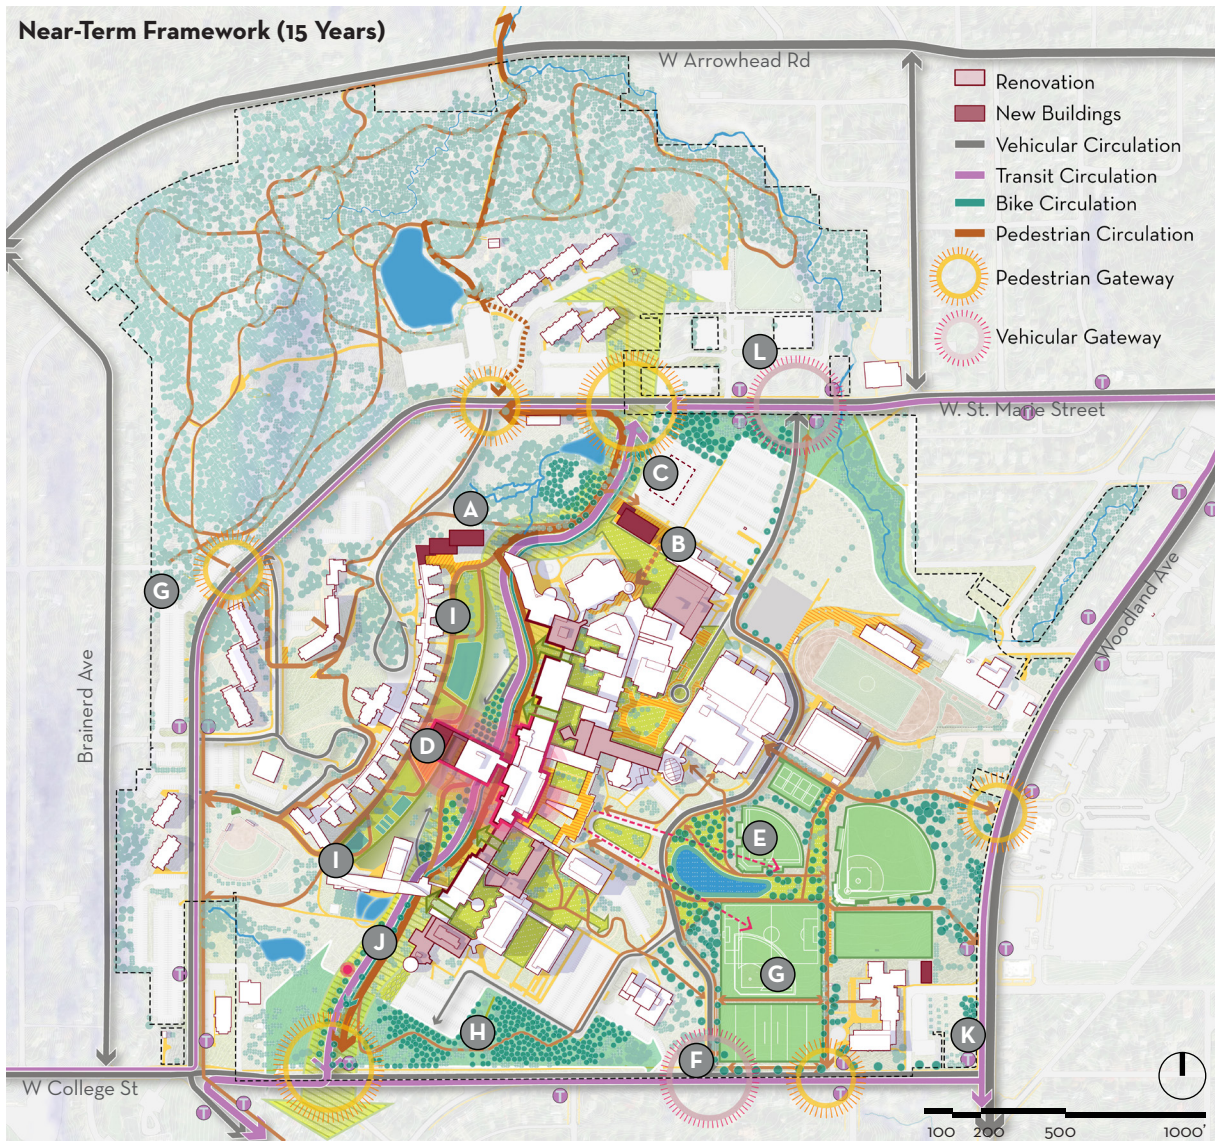 Near-Term Framework (15 Years)
W Arrowhead Rd
Renovation
New Buildings
Vehicular Circulation
Transit Circulation
Bike Circulation
Pedestrian Circulation
Pedestrian Gateway
Vehicular Gateway
L
T
T
T
T
T
W. St. Marie Street
T
C
T
A
T
B
G
Woodland Ave
I
T
T
Brainerd Ave
T
T
D
T
E
I
J
T
T
G
T
H
K
T
F
T
T
T
T
W College St
T
T
T
T
100 200 500 1000'